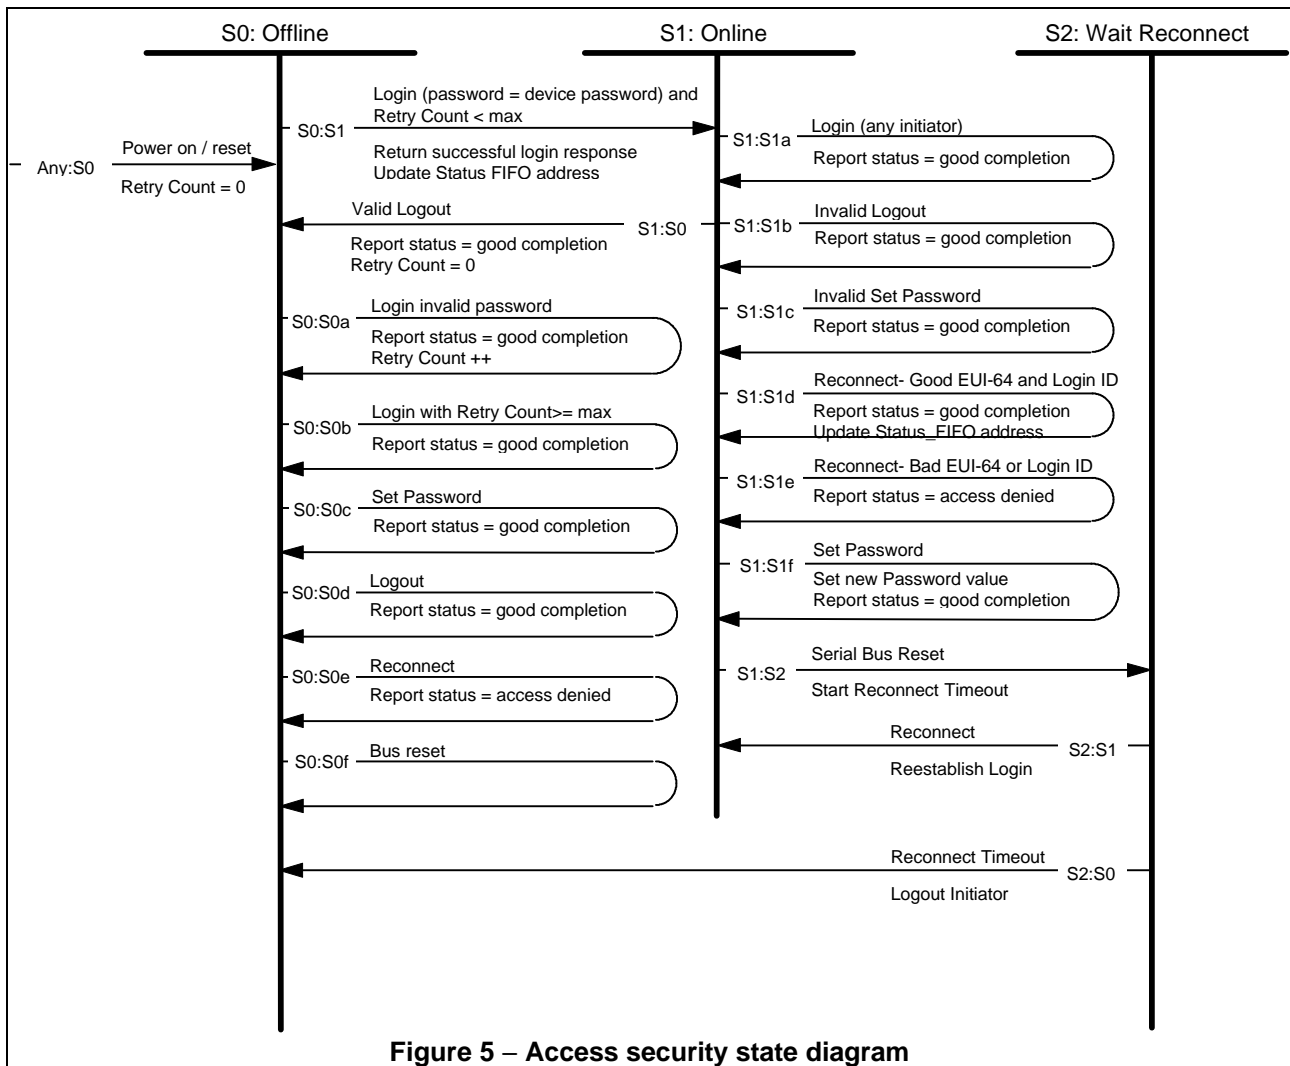 S0: Offline
S1: Online
S2: Wait Reconnect
Login (password = device password) and
Retry Count < max
S0:S1
Return successful login response
Update Status FIFO address
Power on / reset
Any:S0
Retry Count = 0
Login (any initiator)
S1:S1a
Report status = good completion
Valid Logout
S1:S0
Report status = good completion
Retry Count = 0
Invalid Logout
S1:S1b
Report status = good completion
Login invalid password
S0:S0a
Report status = good completion
Retry Count ++
Invalid Set Password
S1:S1c
Report status = good completion
Login with Retry Count>= max
S0:S0b
Report status = good completion
Reconnect- Good EUI-64 and Login ID
S1:S1d
Report status = good completion
Update Status_FIFO address
Set Password
S0:S0c
Report status = good completion
Reconnect- Bad EUI-64 or Login ID
S1:S1e
Report status = access denied
Logout
S0:S0d
Report status = good completion
Set Password
S1:S1f
Set new Password value
Report status = good completion
Reconnect
S0:S0e
Report status = access denied
Serial Bus Reset
S1:S2
Start Reconnect Timeout
Bus reset
S0:S0f
Reconnect
S2:S1
Reestablish Login
Reconnect Timeout
S2:S0
Logout Initiator
Figure 5 – Access security state diagram